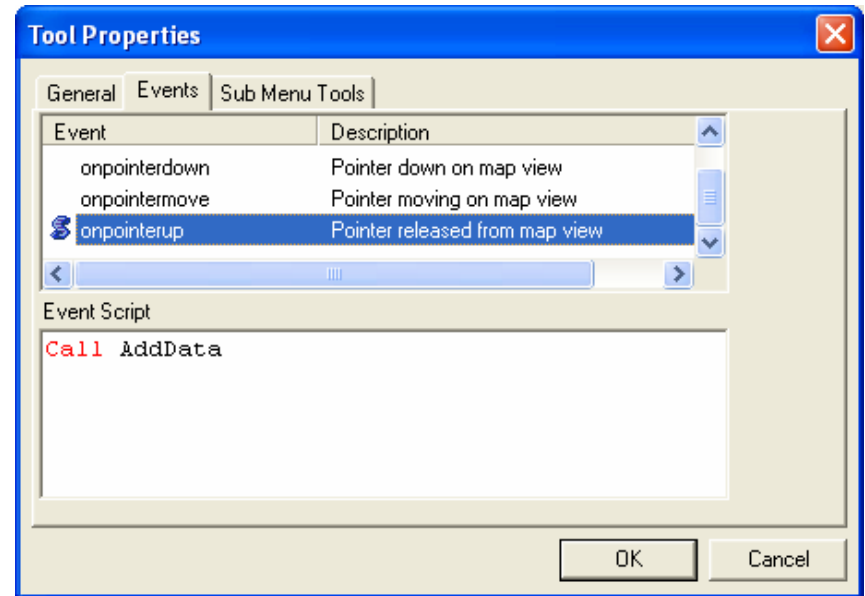 Tool Properties
General Events Sub Menu Tools
Event Description
onpointerdown Pointer down on map view
onpointermove Pointer moving on map view
onpointerup Pointer released from map view
Event Script
Call AddData
OK Cancel